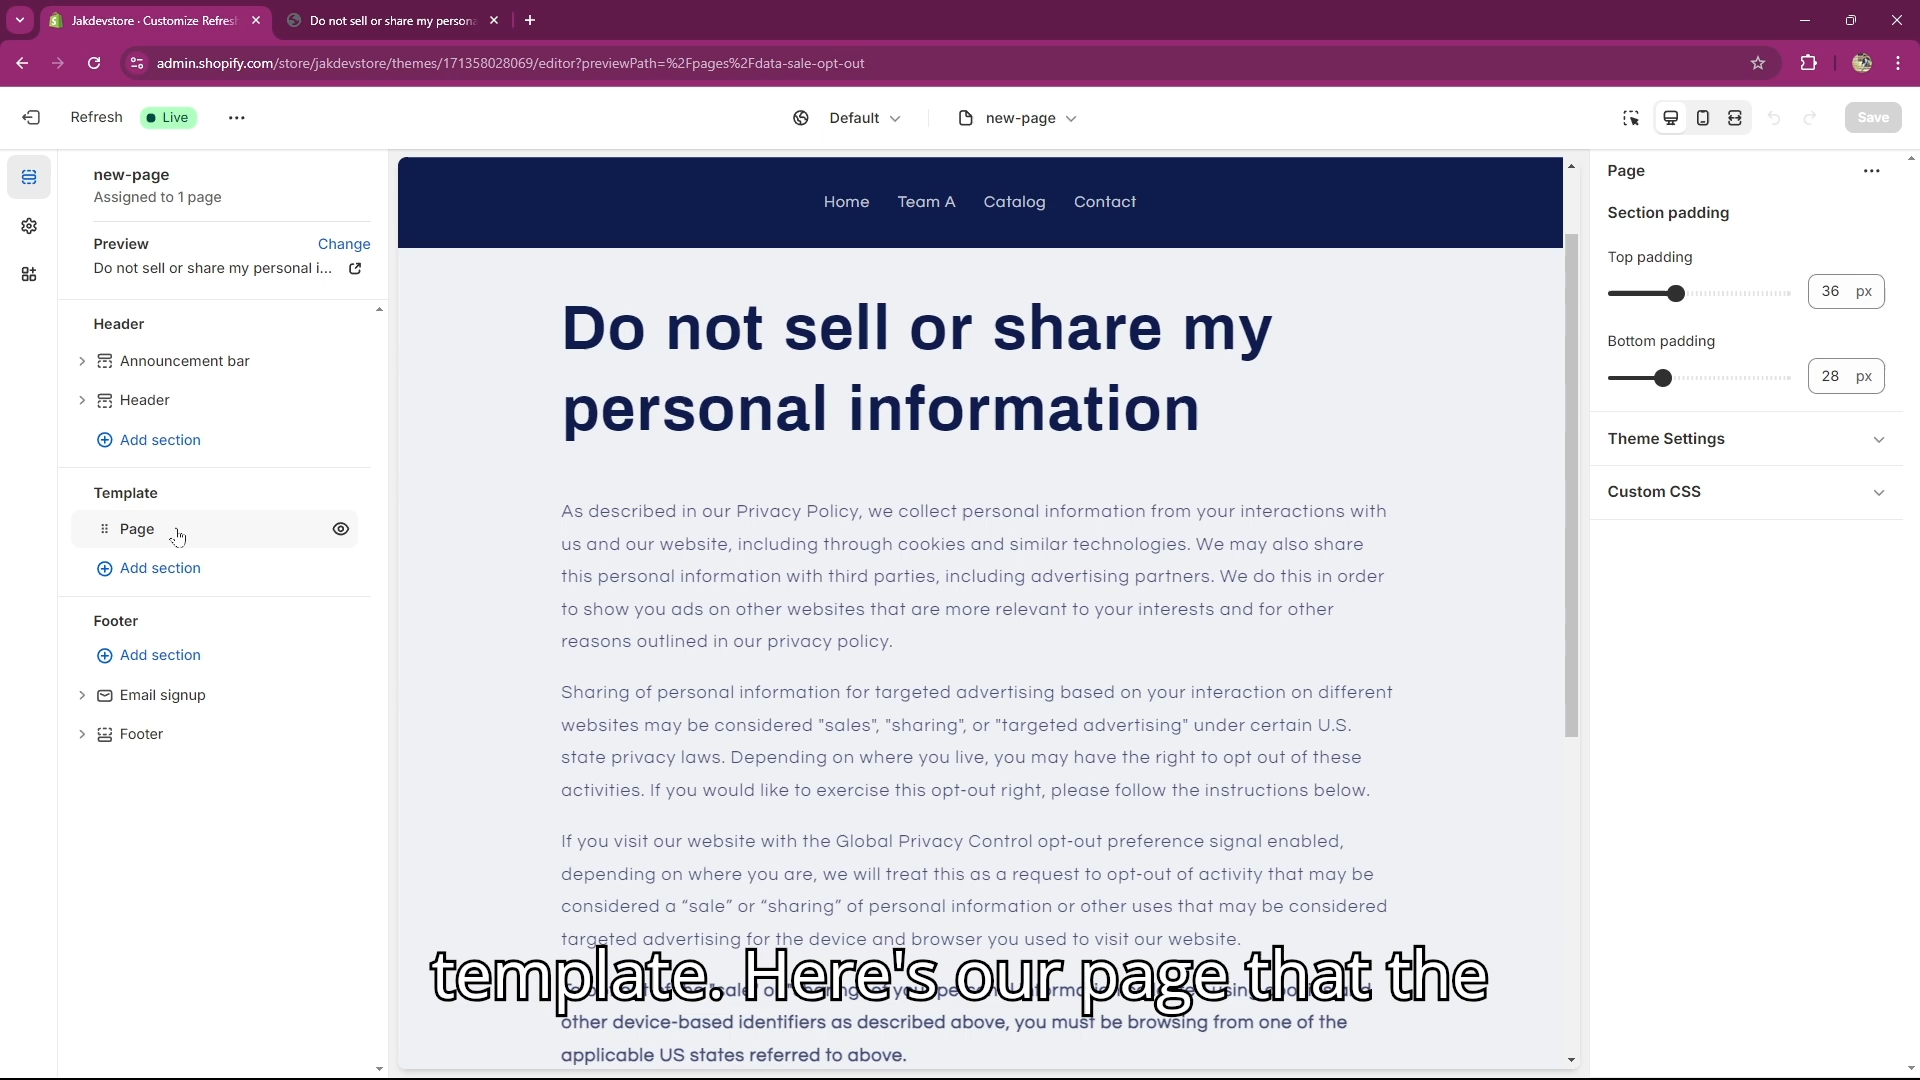 Jakdevstore · Customize Refres
Do not sell or share my persona
admin.shopify.com/store/jakdevstore/themes/171358028069/editor?previewPath=%2Fpages%2Fdata-sale-opt-out
Refresh
Live
Default
new-page
Save
new-page
Assigned to 1 page
Preview
Change
Do not sell or share my personal i...
Header
Announcement bar
Header
Add section
Template
Page
Add section
Footer
Add section
Email signup
Footer
Home
Team A
Catalog
Contact
Do not sell or share my
personal information
As described in our Privacy Policy, we collect personal information from your interactions with
us and our website, including through cookies and similar technologies. We may also share
this personal information with third parties, including advertising partners. We do this in order
to show you ads on other websites that are more relevant to your interests and for other
reasons outlined in our privacy policy.
Sharing of personal information for targeted advertising based on your interaction on different
websites may be considered "sales", "sharing", or "targeted advertising" under certain U.S.
state privacy laws. Depending on where you live, you may have the right to opt out of these
activities. If you would like to exercise this opt-out right, please follow the instructions below.
If you visit our website with the Global Privacy Control opt-out preference signal enabled,
depending on where you are, we will treat this as a request to opt-out of activity that may be
considered a “sale” or “sharing” of personal information or other uses that may be considered
targeted advertising for the device and browser you used to visit our website.
template. Here's our page that the
other device-based identifiers as described above, you must be browsing from one of the
applicable US states referred to above.
Page
Section padding
Top padding
36 px
Bottom padding
28 px
Theme Settings
Custom CSS